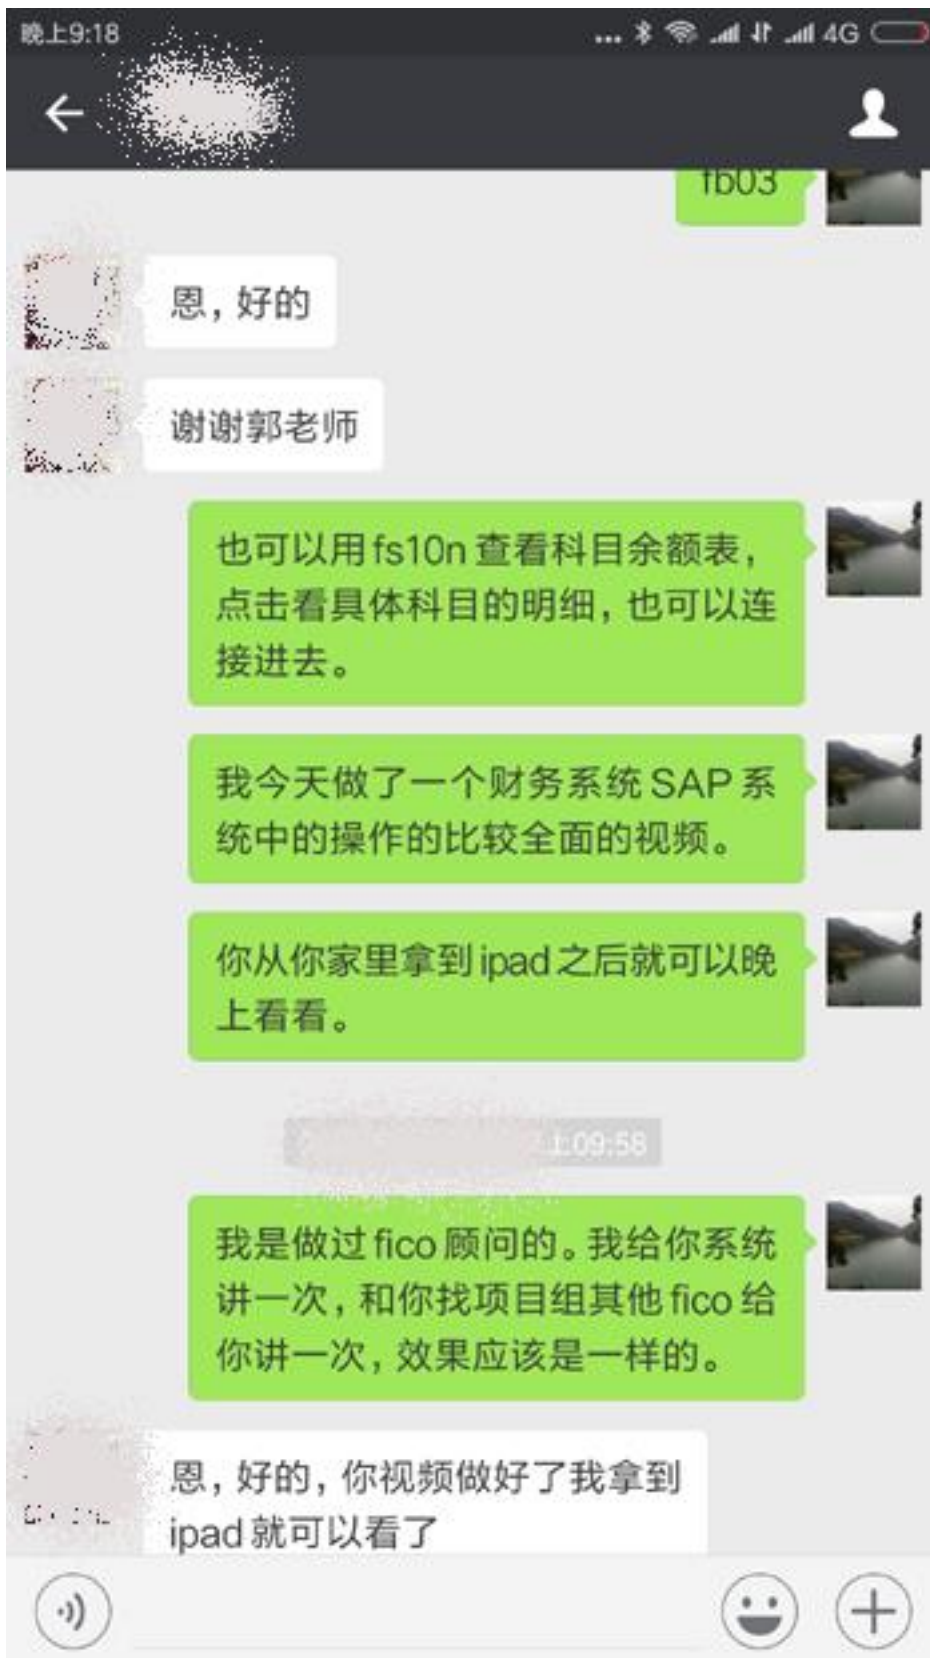 晚上9:18
4G
fb03
恩，好的
谢谢郭老师
也可以用fs10n查看科目余额表，
点击看具体科目的明细，也可以连
接进去。
我今天做了一个财务系统SAP系
统中的操作的比较全面的视频。
你从你家里拿到ipad之后就可以晚
上看看。
上09:58
我是做过fico顾问的。我给你系统
讲一次，和你找项目组其他fico给
你讲一次，效果应该是一样的。
恩，好的，你视频做好了我拿到
ipad就可以看了